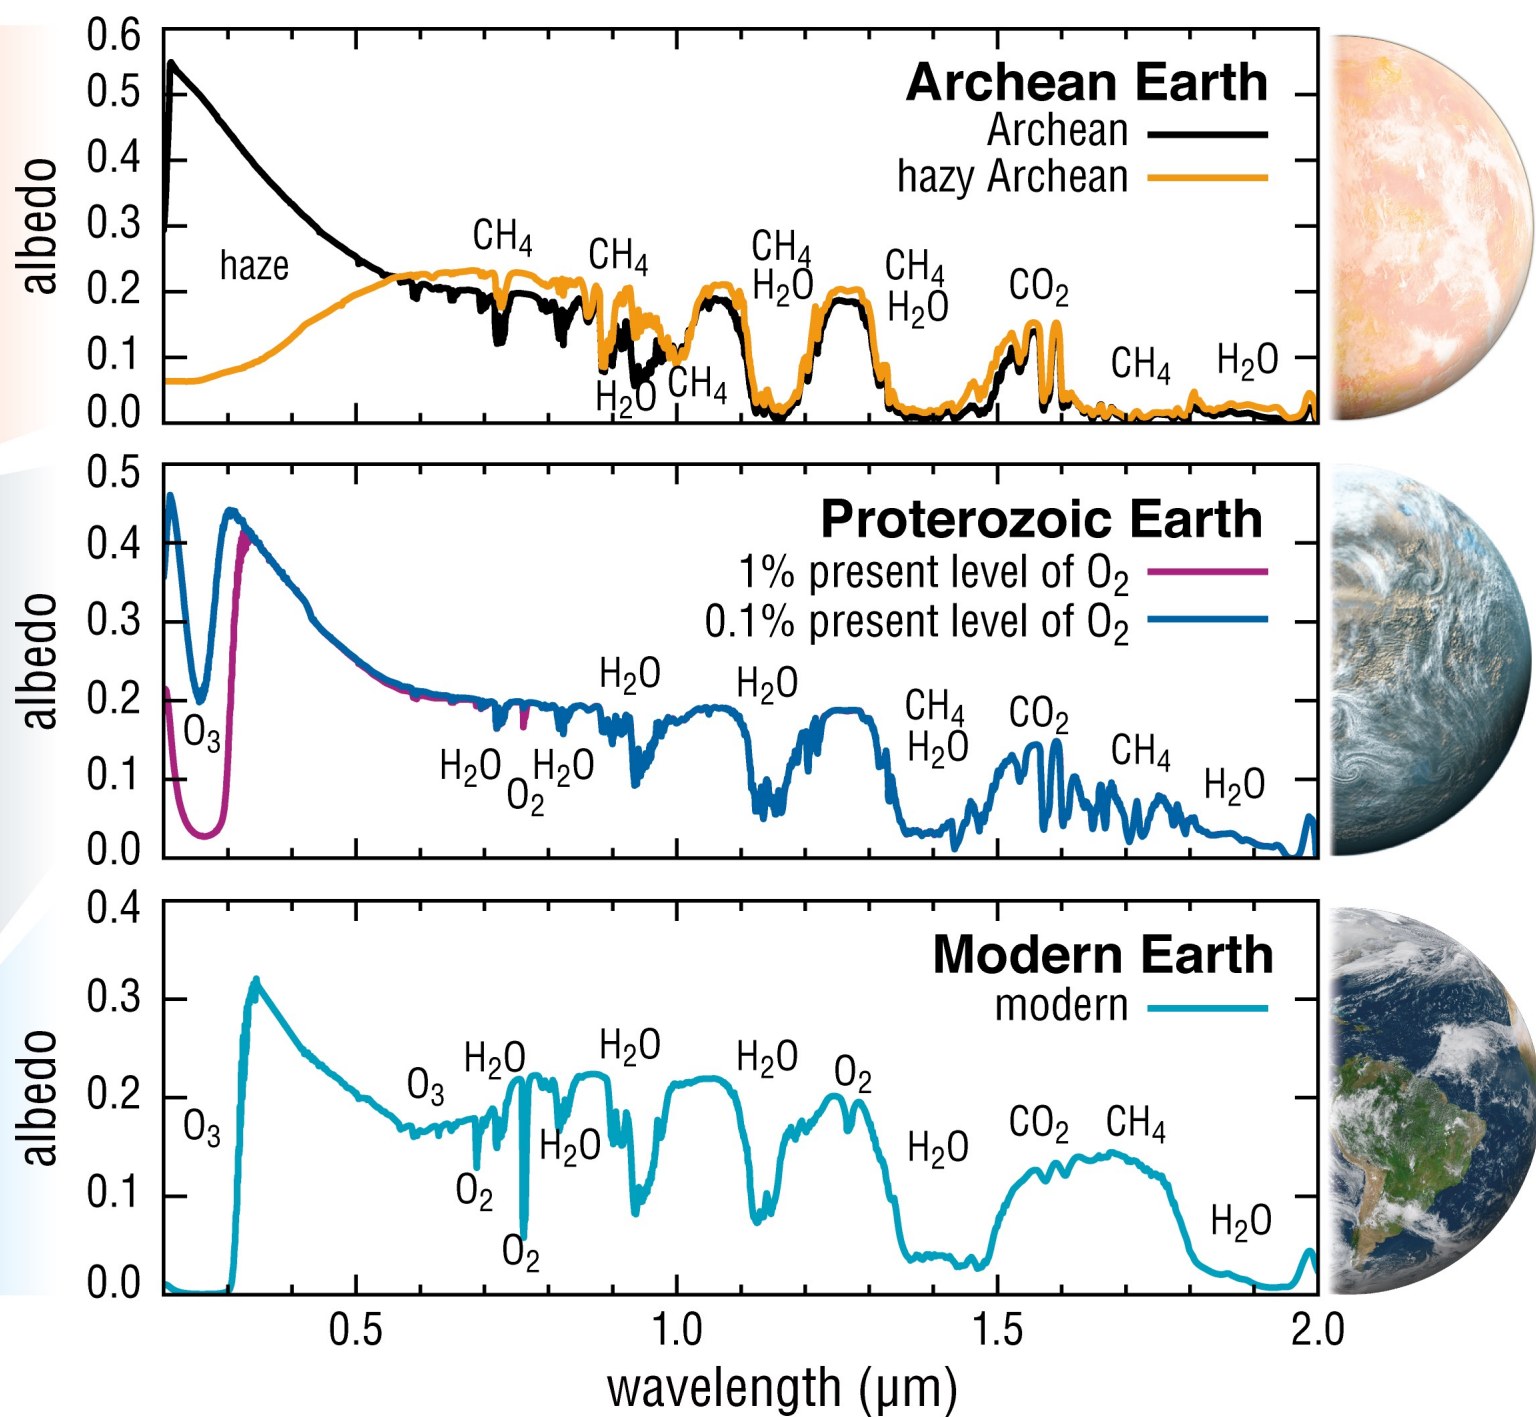 0.6
0.5
0.4
0.3
0.2
0.1
0.0
albedo
Archean Earth
Archean
hazy Archean
haze
CH4
CH4
CH4
H2O
CH4
H2O
CO2
H2O
CH4
CH4
H2O
0.5
0.4
0.3
0.2
0.1
0.0
albedo
Proterozoic Earth
1% present level of O2
0.1% present level of O2
O3
H2O
O2
H2O
H2O
H2O
CH4
H2O
CO2
CH4
H2O
0.4
0.3
0.2
0.1
0.0
albedo
Modern Earth
modern
O3
O3
H2O
O2
O2
H2O
H2O
H2O
O2
H2O
CO2
CH4
H2O
0.5
1.0
1.5
2.0
wavelength (µm)